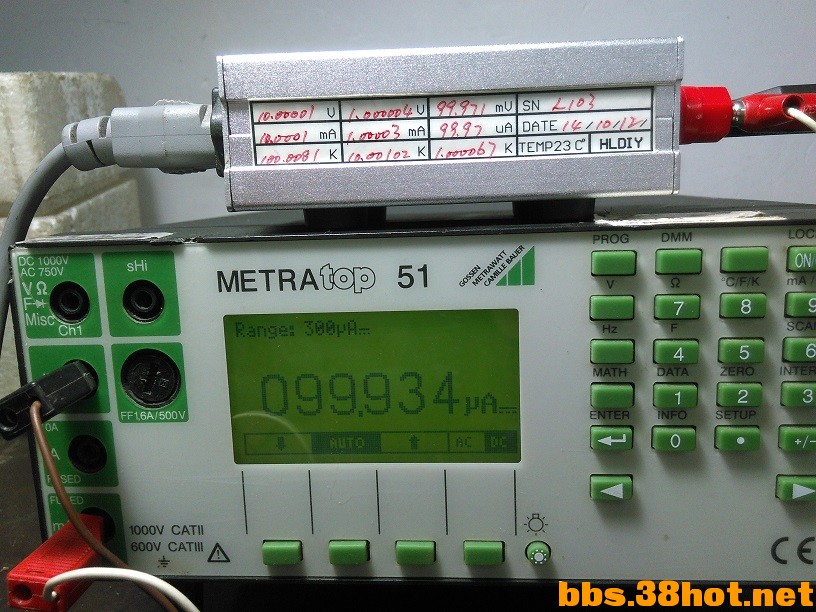 10.00001 V 1.000004 V 99.971 mV SN L103
10.0001 mA 1.00003 mA 99.97 uA DATE 14/10/12/
100.0081 K 10.00102 K 1.000067 K TEMP23 C° HLDIY
DC 1000V
AC 750V
V Ω
F
Misc
Ch1
sHi
FF1,6A/500V
10A
A
FUSED
FUSED
1000V CATII
600V CATIII
METRAtop 51
GOSSEN
METRAWATT
CAMILLE BAUER
Range: 300µA
099.934 µA
AUTO AC DC
PROG DMM LOC
ON/
V Ω °C/F/K mA /
7 8 9
Hz F SCA
4 5 6
MATH DATA ZERO INTER
1 2 3
ENTER INFO SETUP
0 • +/-
CE
bbs.38hot.net